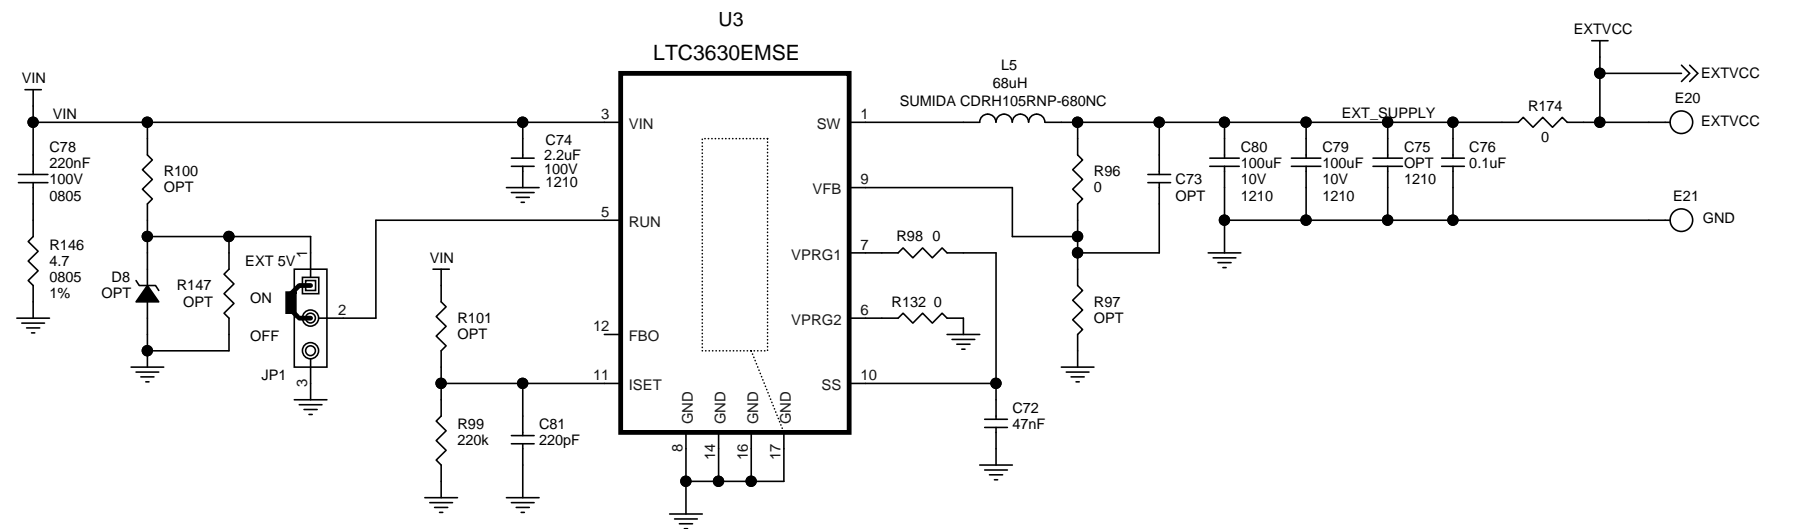 U3
LTC3630EMSE
VIN
VIN
C78
220nF
100V
0805
R146
4.7
0805
1%
R100
OPT
D8
OPT
R147
OPT
EXT 5V
1
ON
2
OFF
JP1
3
C74
2.2uF
100V
1210
VIN
R101
OPT
R99
220k
C81
220pF
3
VIN
5
RUN
12
FBO
11
ISET
SW
1
VFB
9
VPRG1
7
VPRG2
6
SS
10
GND
GND
GND
GND
8
14
16
17
R98 0
R132 0
C72
47nF
L5
68uH
SUMIDA CDRH105RNP-680NC
R96
0
C73
OPT
R97
OPT
C80
100uF
10V
1210
C79
100uF
10V
1210
EXT_SUPPLY
C75
OPT
1210
C76
0.1uF
R174
0
EXTVCC
EXTVCC
E20
EXTVCC
E21
GND